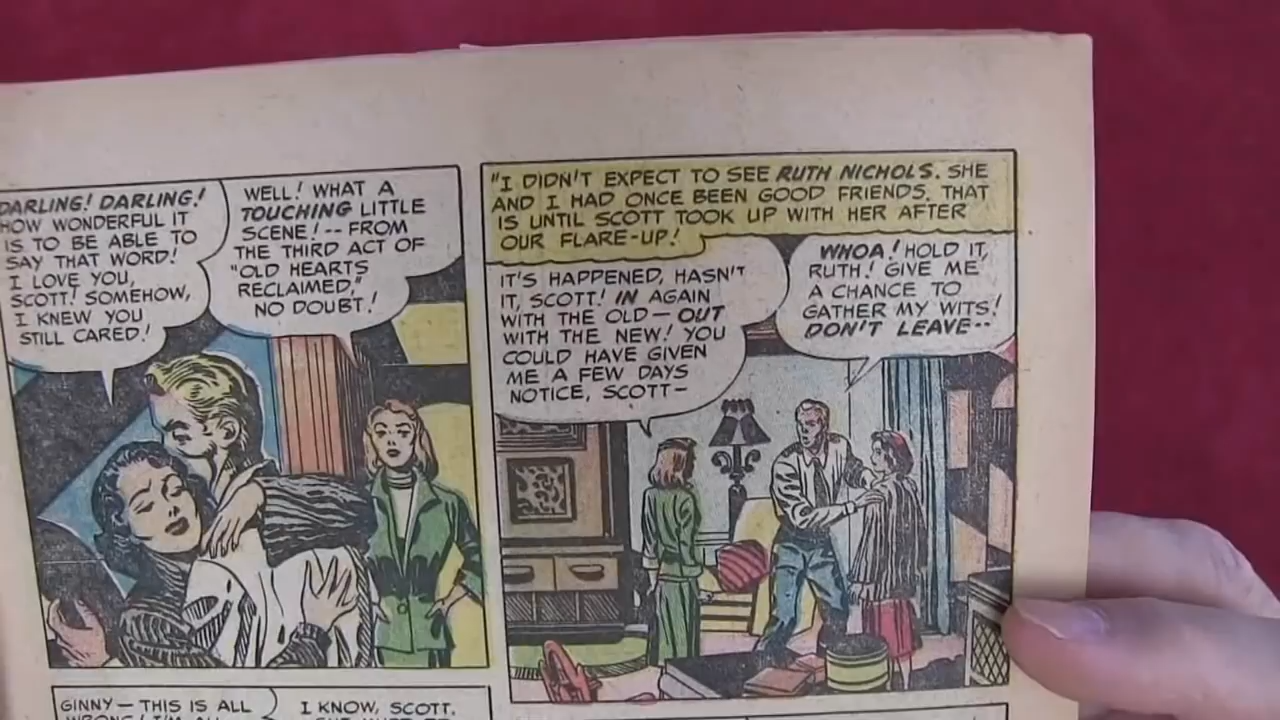 DARLING! DARLING!
HOW WONDERFUL IT
IS TO BE ABLE TO
SAY THAT WORD!
I LOVE YOU,
SCOTT! SOMEHOW,
I KNEW YOU
STILL CARED!
WELL! WHAT A
TOUCHING LITTLE
SCENE!--FROM
THE THIRD ACT OF
"OLD HEARTS
RECLAIMED,"
NO DOUBT!
"I DIDN'T EXPECT TO SEE RUTH NICHOLS. SHE
AND I HAD ONCE BEEN GOOD FRIENDS. THAT
IS UNTIL SCOTT TOOK UP WITH HER AFTER
OUR FLARE-UP!
IT'S HAPPENED, HASN'T
IT, SCOTT! IN AGAIN
WITH THE OLD—OUT
WITH THE NEW! YOU
COULD HAVE GIVEN
ME A FEW DAYS
NOTICE, SCOTT—
WHOA! HOLD IT,
RUTH! GIVE ME
A CHANCE TO
GATHER MY WITS!
DON'T LEAVE--
GINNY—THIS IS ALL
WRONG! I'M ALL
I KNOW, SCOTT.